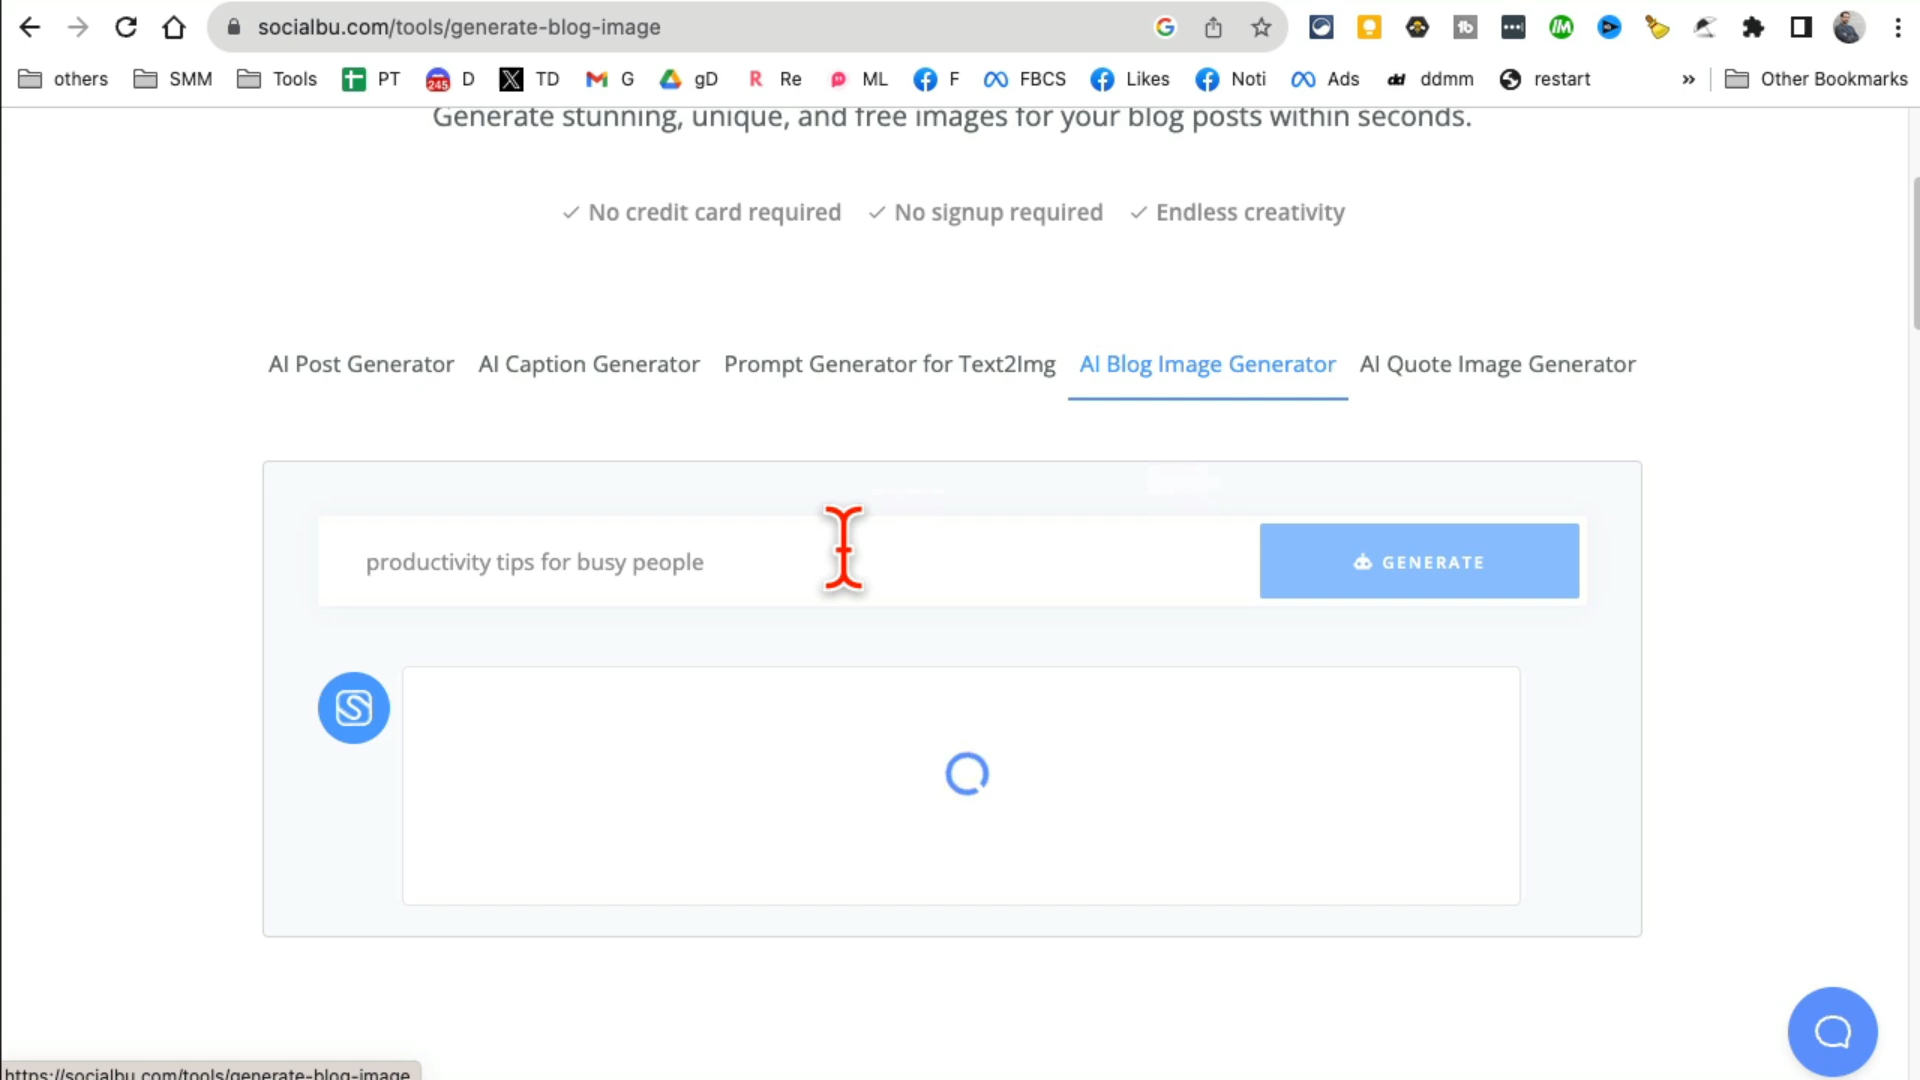 socialbu.com/tools/generate-blog-image
others SMM Tools PT 245 D TD G gD R Re ML F FBCS Likes Noti Ads dd ddmm restart » Other Bookmarks
Generate stunning, unique, and free images for your blog posts within seconds.
No credit card required No signup required Endless creativity
AI Post Generator AI Caption Generator Prompt Generator for Text2Img AI Blog Image Generator AI Quote Image Generator
productivity tips for busy people
GENERATE
https://socialbu.com/tools/generate-blog-image